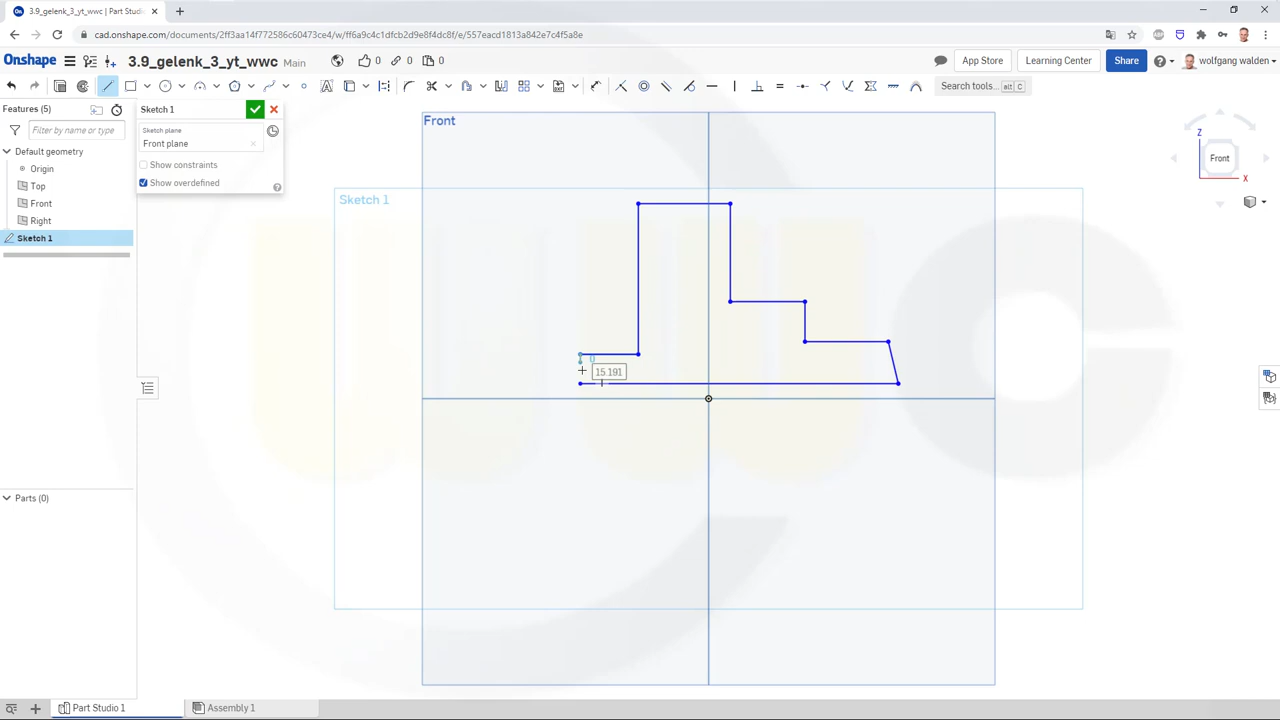 3.9_gelenk_3_yt_wwc | Part Studio 1
cad.onshape.com/documents/2ff3aa14f772586c60473ce4/w/ff6a9c4c1dfcb2d9e8f4dc8f/e/557eacd1813a842e7c4f5a8e
Onshape
3.9_gelenk_3_yt_wwc
Main
0
0
0
App Store
Learning Center
Share
wolfgang walden
Search tools...
alt
C
Features (5)
Filter by name or type
Default geometry
Origin
Top
Front
Right
Sketch 1
Sketch 1
Sketch plane
Front plane
Show constraints
Show overdefined
Front
Sketch 1
0
15.191
Z
Front
X
Parts (0)
Part Studio 1
Assembly 1